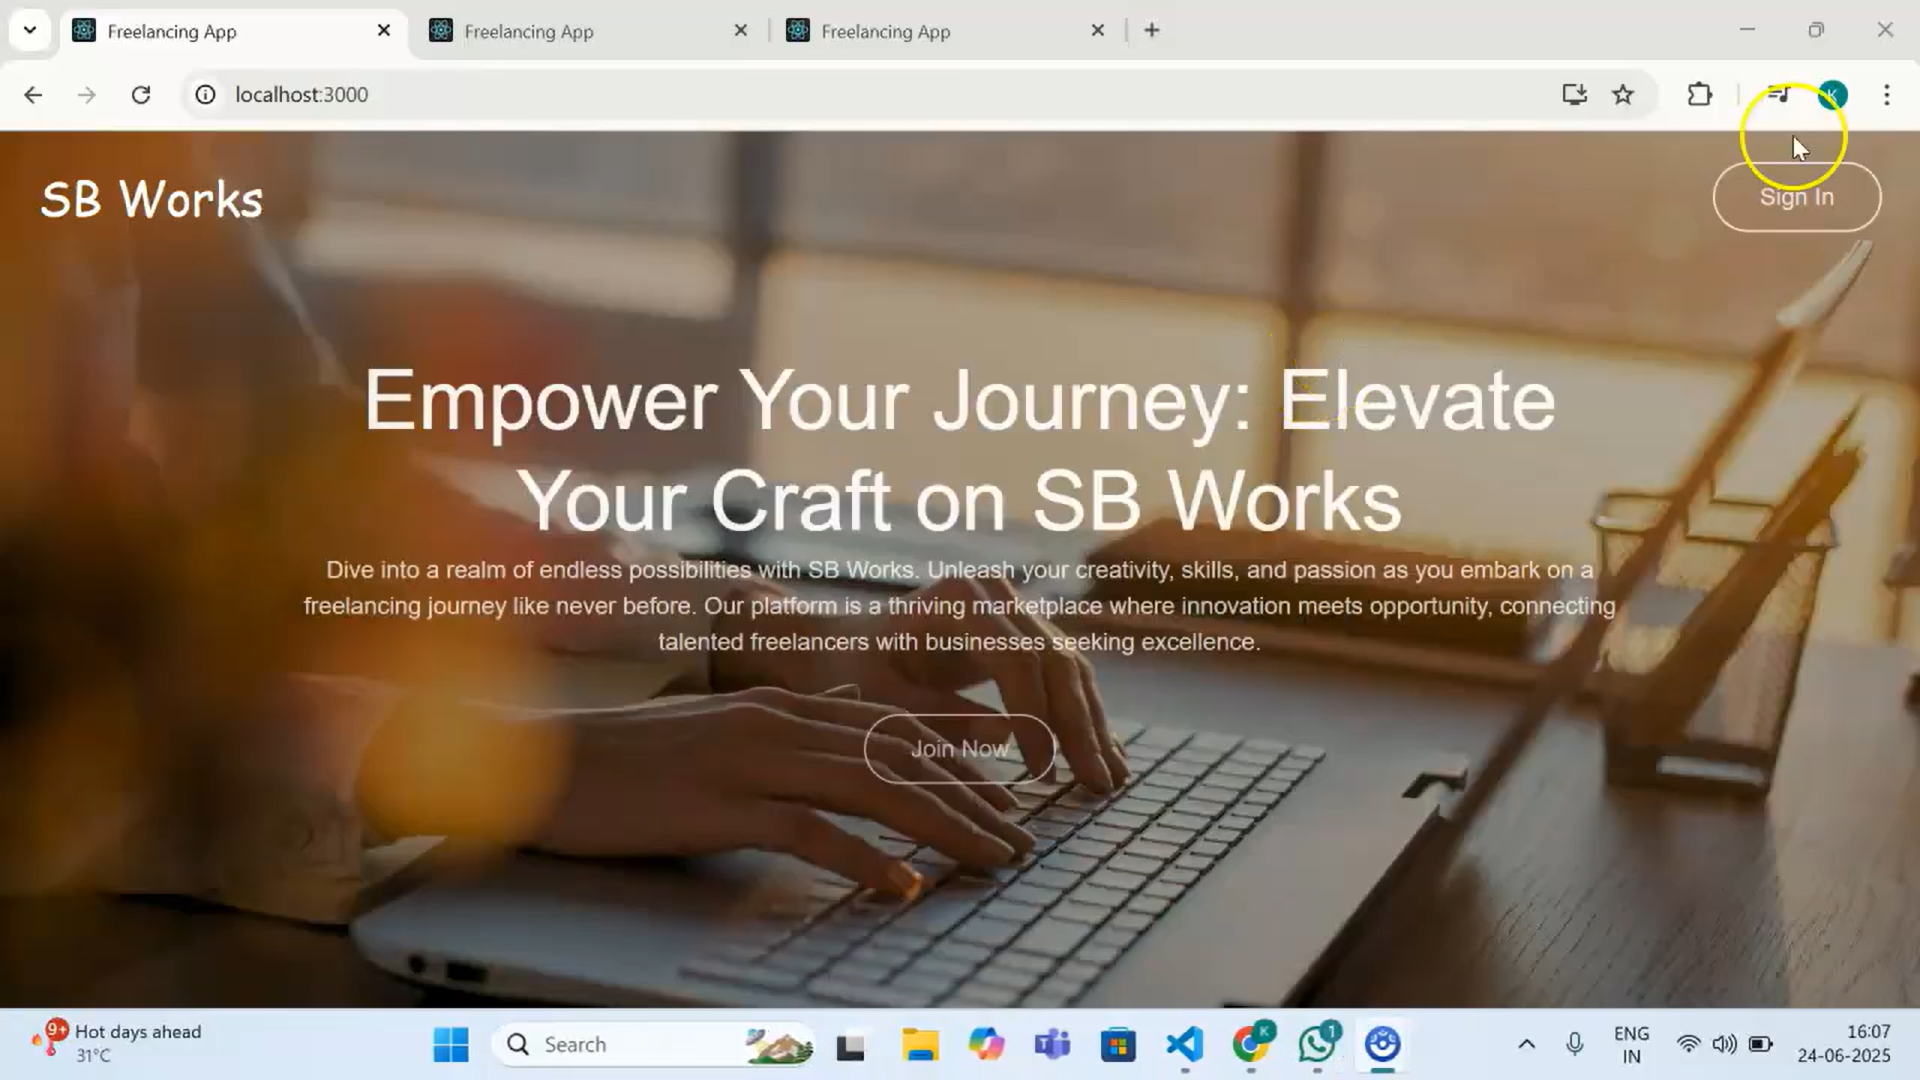 Freelancing App
Freelancing App
Freelancing App
localhost:3000
K
SB Works
Sign In
Empower Your Journey: Elevate
Your Craft on SB Works
Dive into a realm of endless possibilities with SB Works. Unleash your creativity, skills, and passion as you embark on a
freelancing journey like never before. Our platform is a thriving marketplace where innovation meets opportunity, connecting
talented freelancers with businesses seeking excellence.
Join Now
9+
Hot days ahead
31°C
Search
K
1
ENG
IN
16:07
24-06-2025